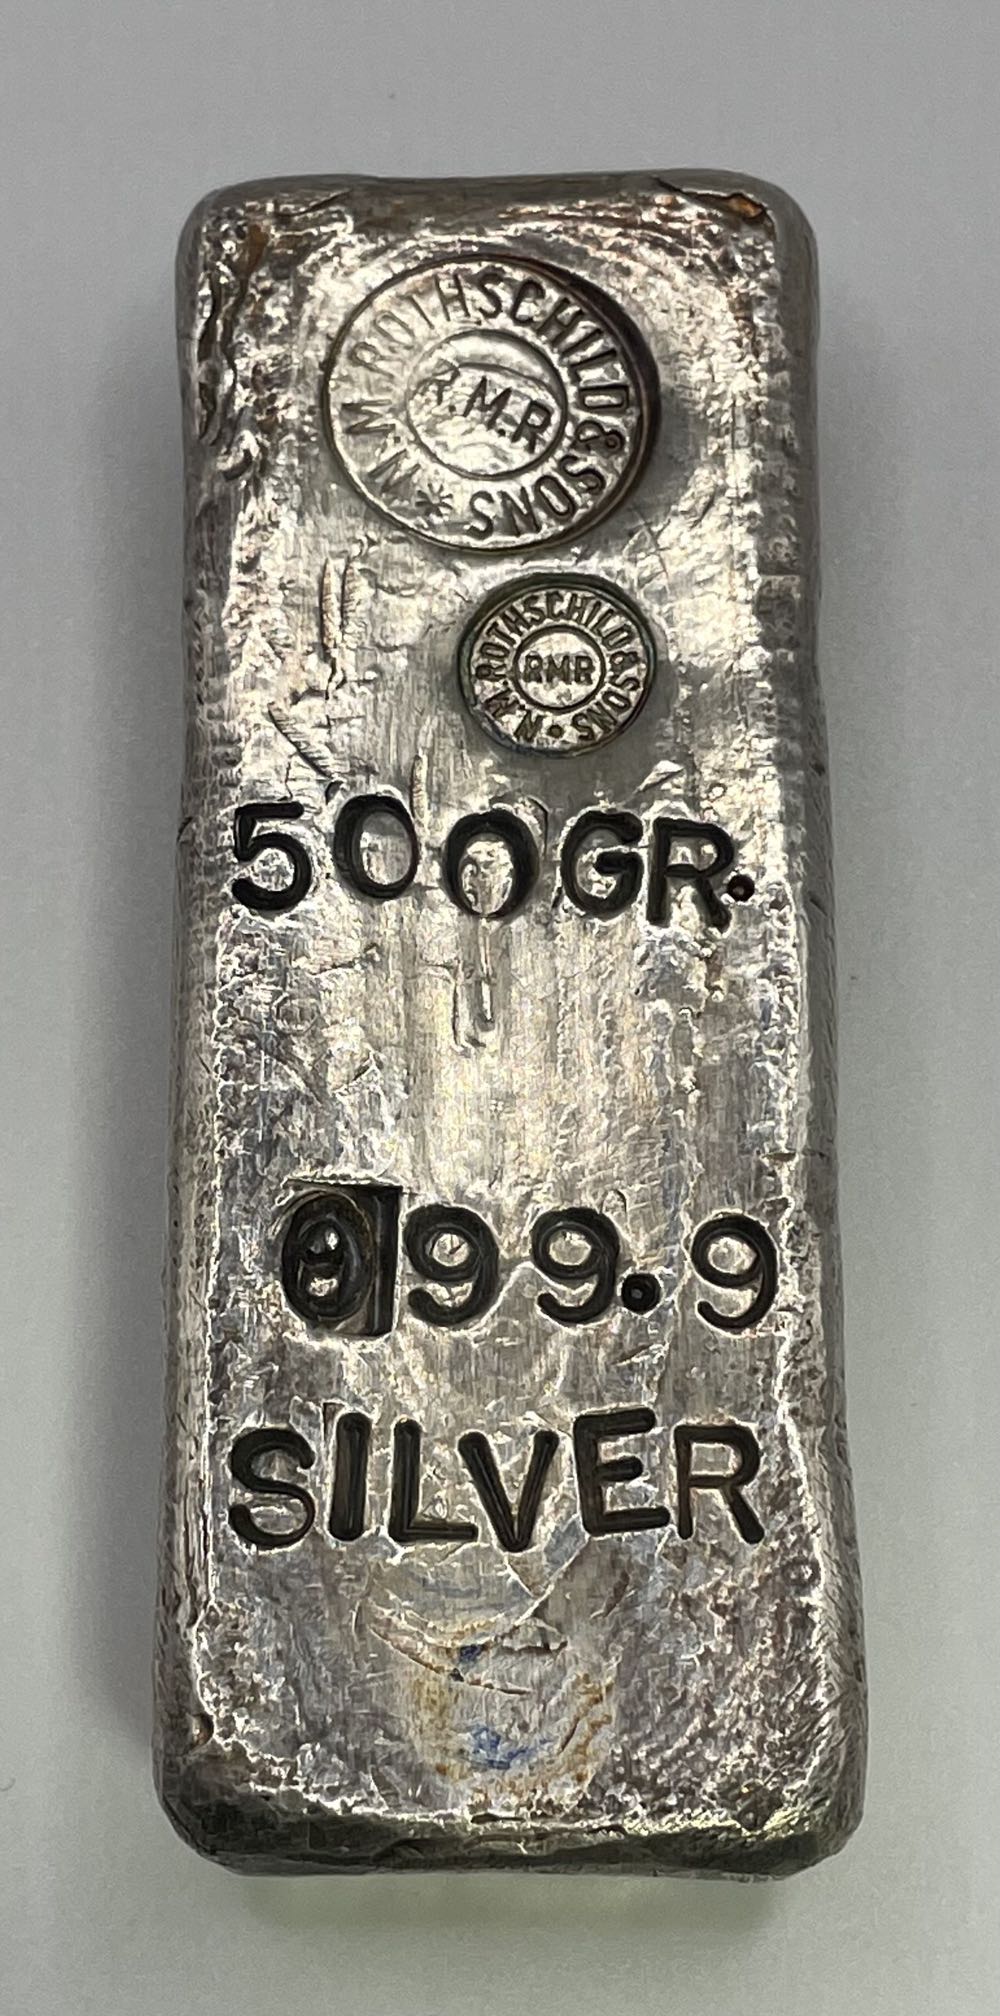 N.M.ROTHSCHILD&SONS *
R.M.R
N.M.ROTHSCHILD&SONS •
RMR
500GR.
999.9
SILVER